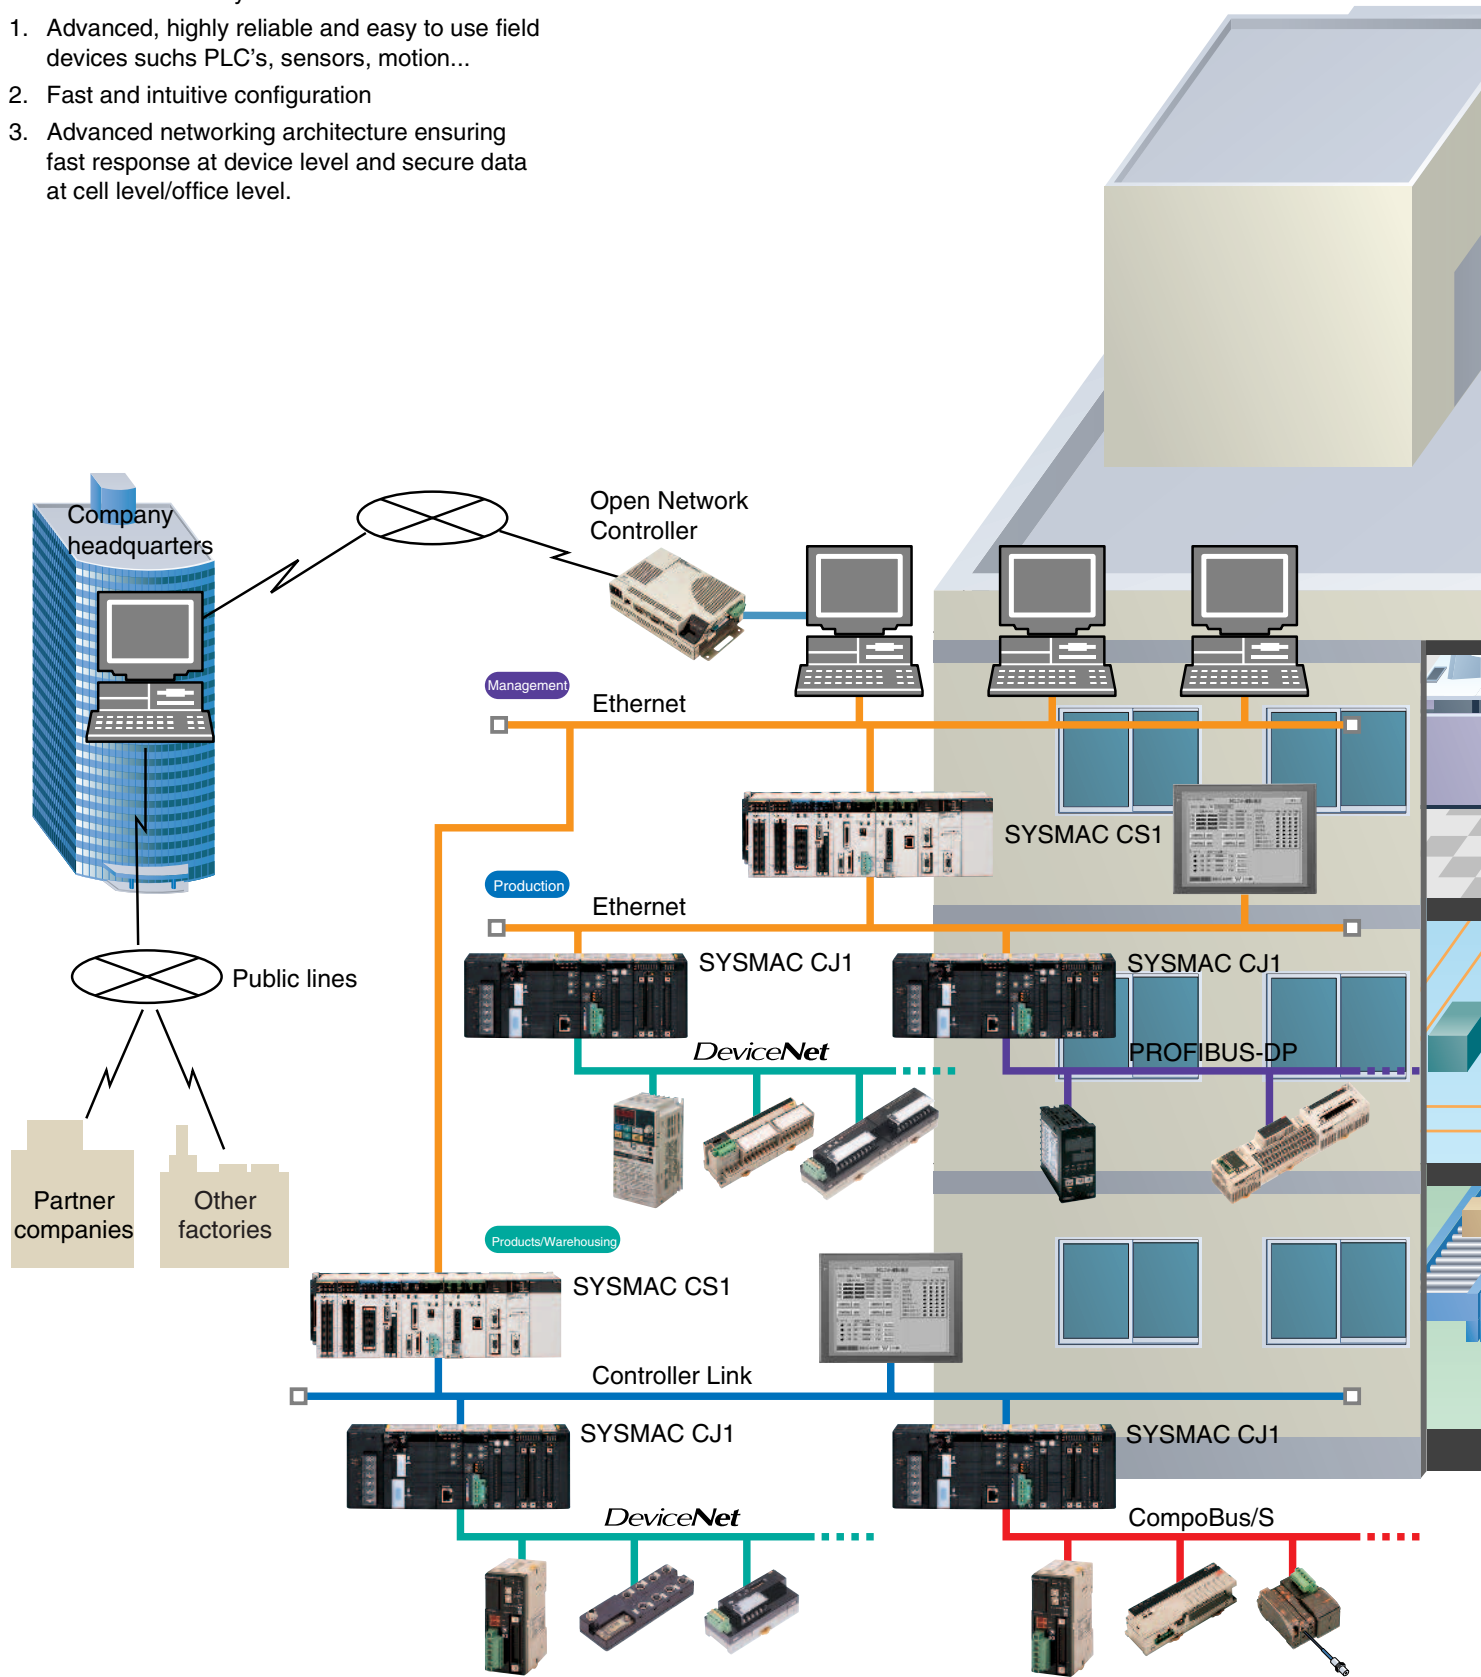 1. Advanced, highly reliable and easy to use field
devices suchs PLC's, sensors, motion...
2. Fast and intuitive configuration
3. Advanced networking architecture ensuring
fast response at device level and secure data
at cell level/office level.
Company
headquarters
Open Network
Controller
Management
Ethernet
SYSMAC CS1
Production
Ethernet
SYSMAC CJ1
SYSMAC CJ1
Public lines
DeviceNet
PROFIBUS-DP
Partner
companies
Other
factories
Products/Warehousing
SYSMAC CS1
Controller Link
SYSMAC CJ1
SYSMAC CJ1
DeviceNet
CompoBus/S